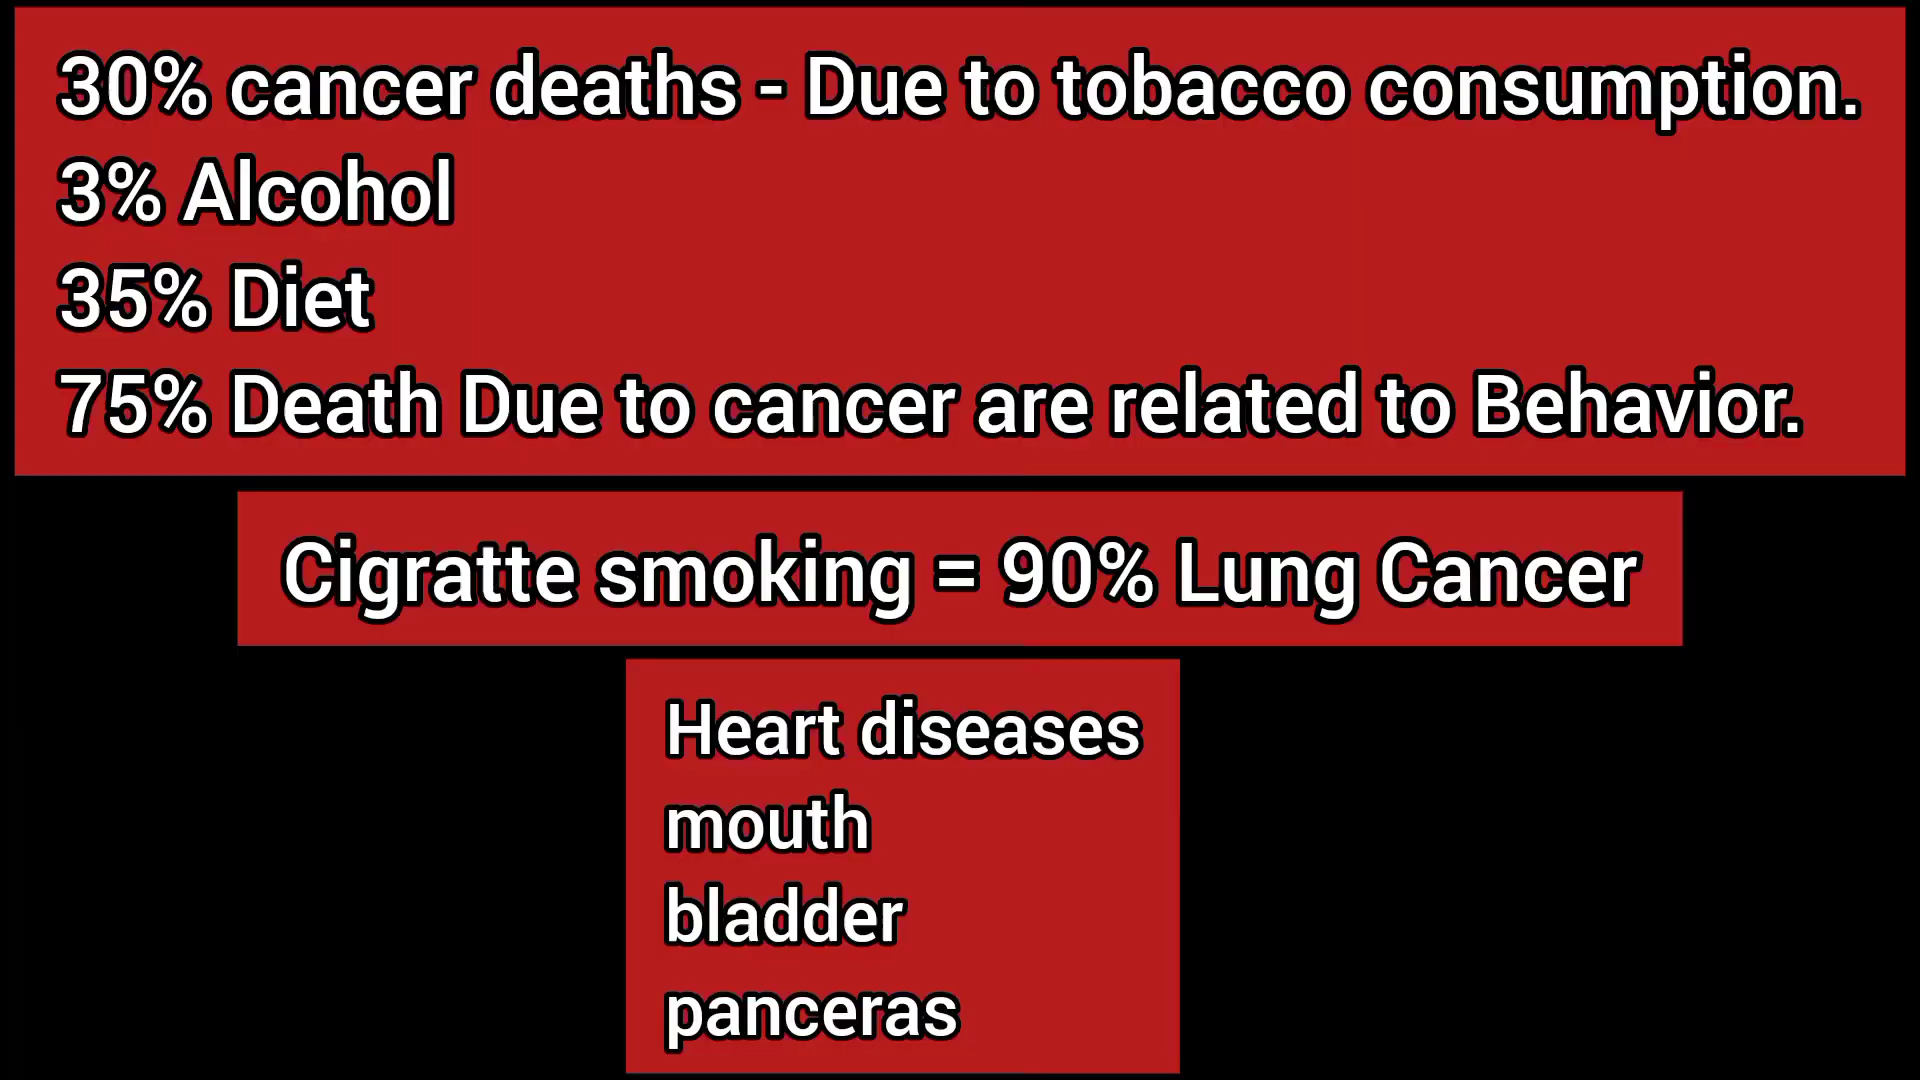 30% cancer deaths - Due to tobacco consumption.
3% Alcohol
35% Diet
75% Death Due to cancer are related to Behavior.
Cigratte smoking = 90% Lung Cancer
Heart diseases
mouth
bladder
panceras